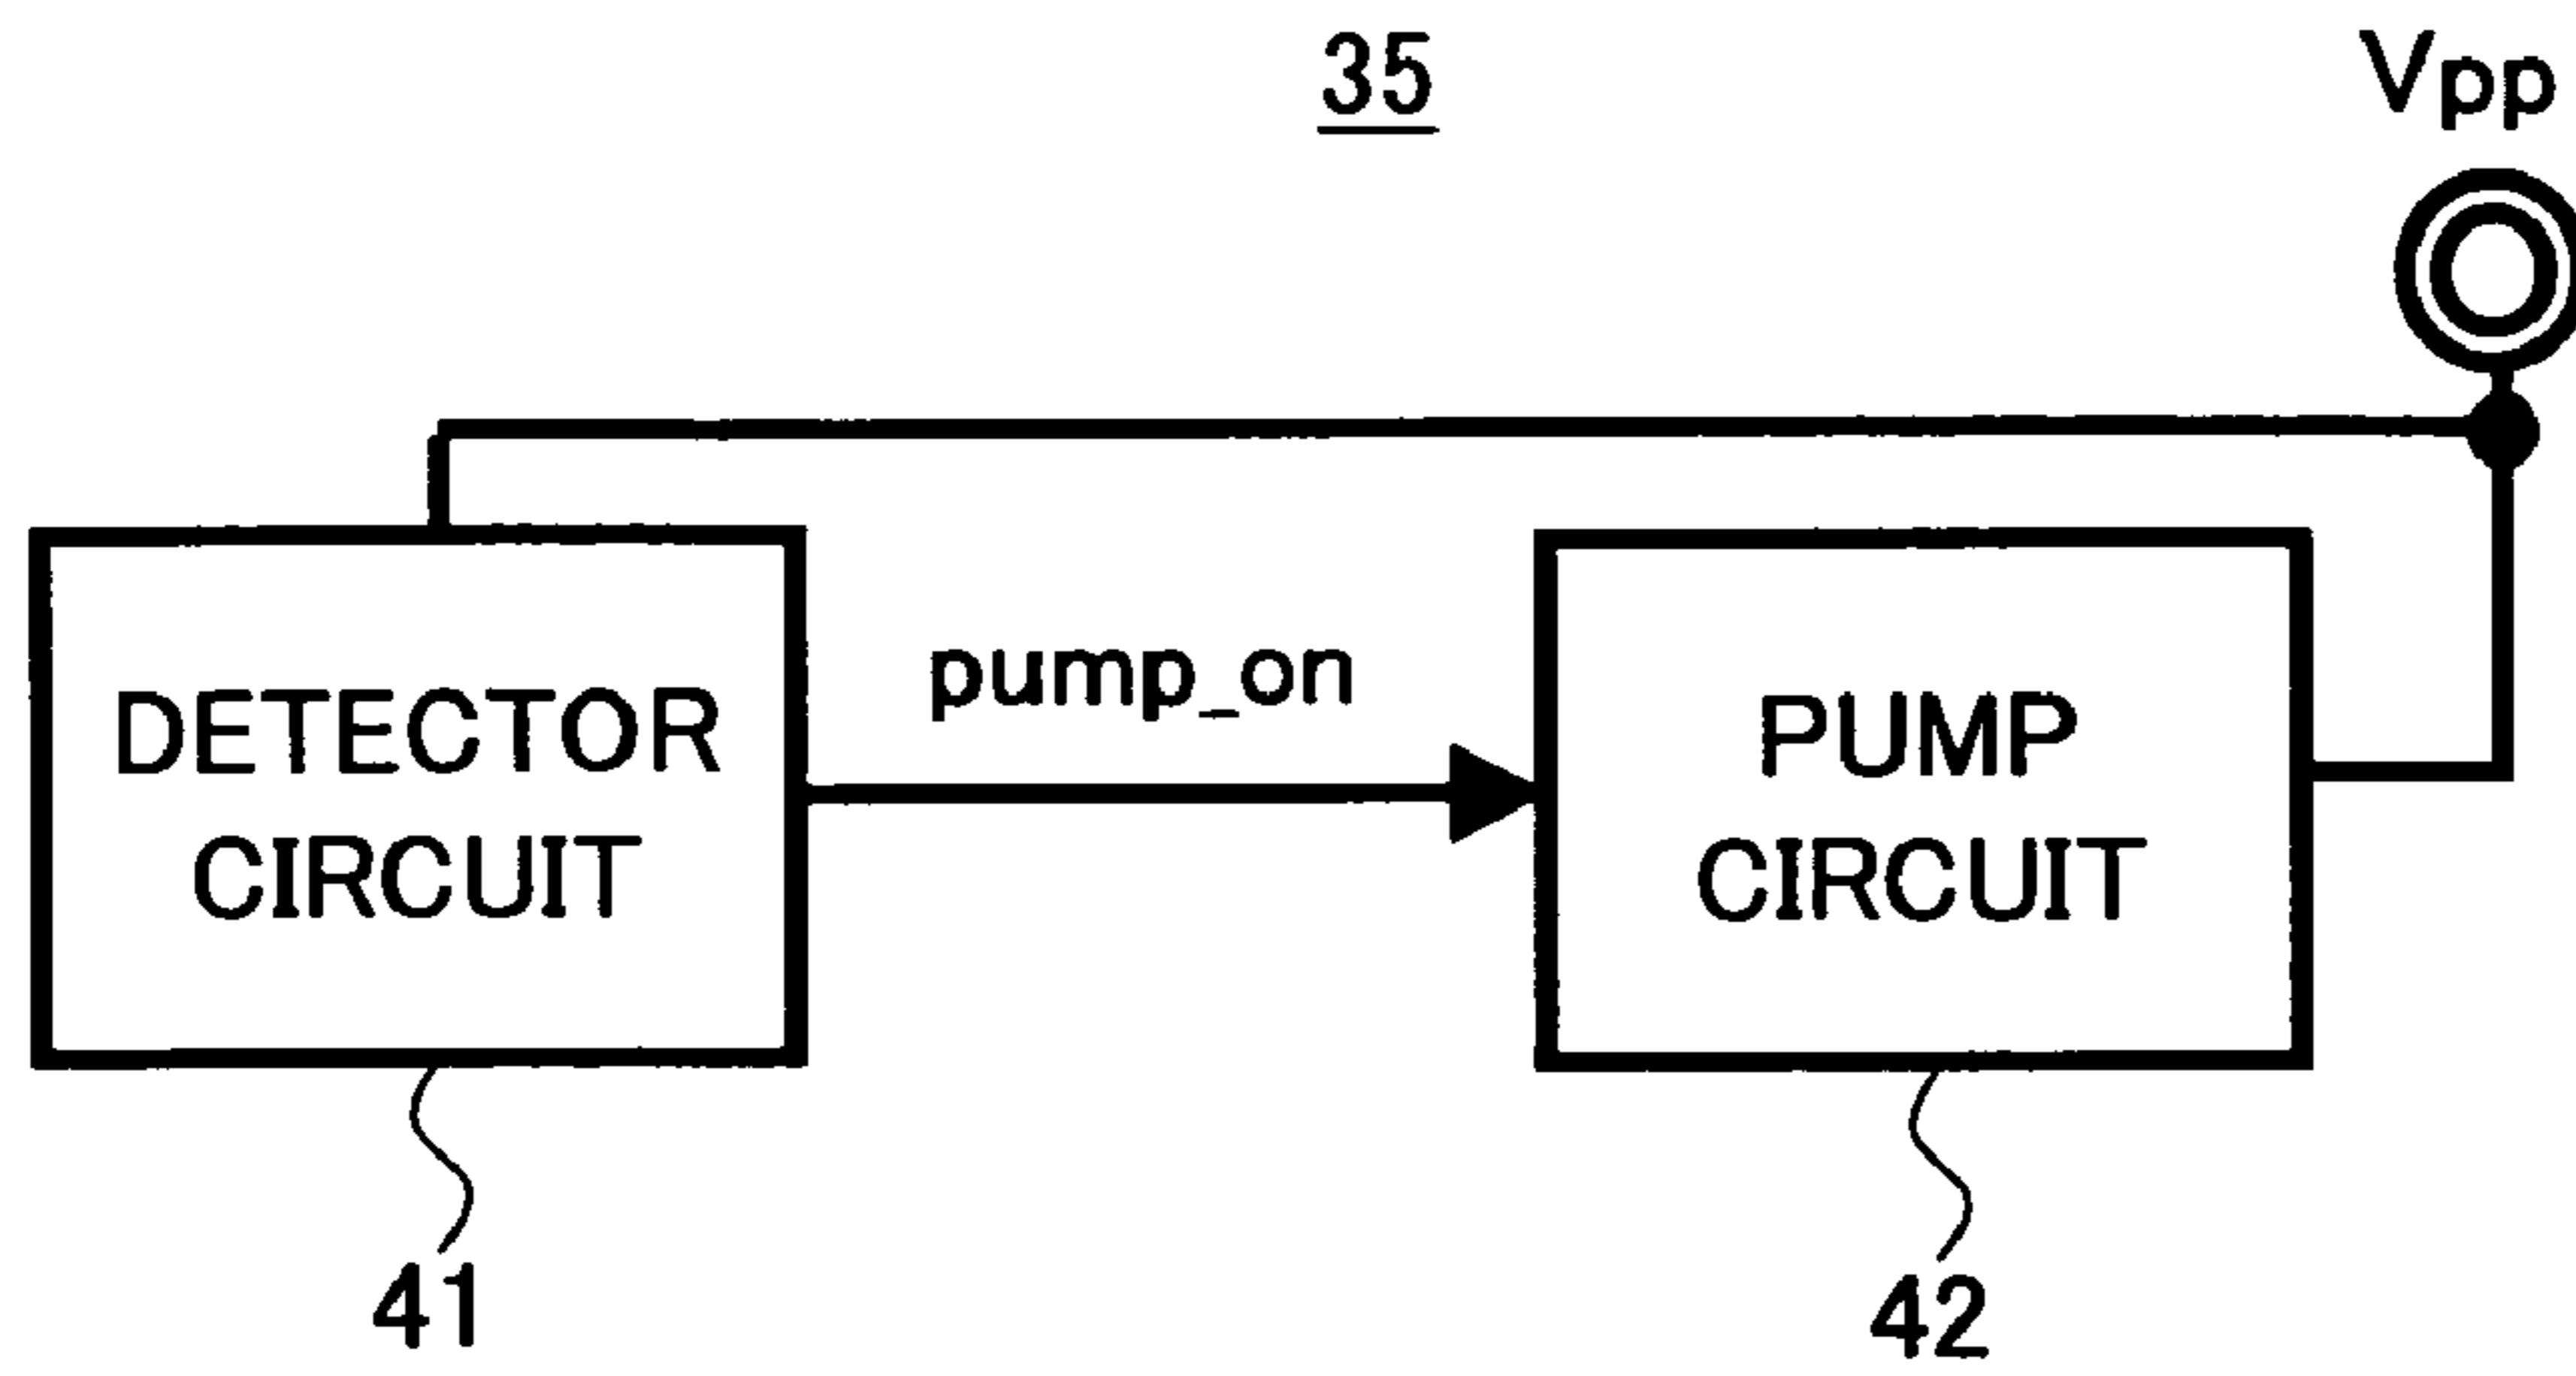 35
Vpp
pump_on
DETECTOR
CIRCUIT
PUMP
CIRCUIT
41
42